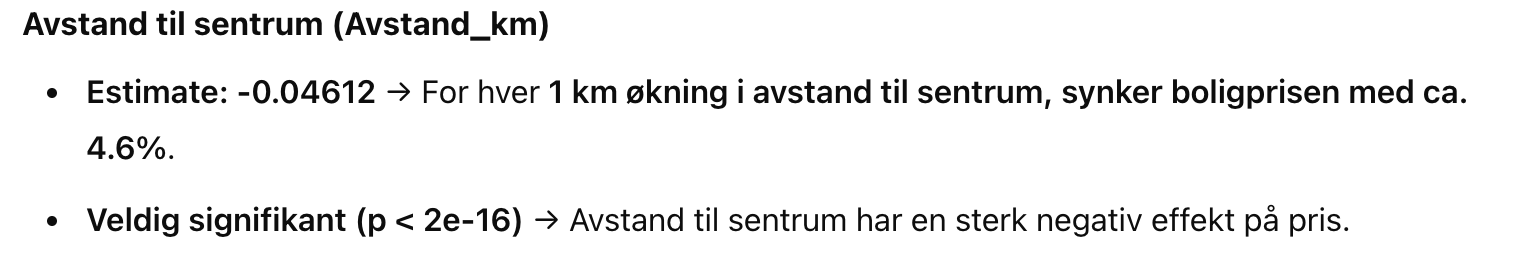 Avstand til sentrum (Avstand_km)
• Estimate: -0.04612 → For hver 1 km økning i avstand til sentrum, synker boligprisen med ca.
4.6%.
• Veldig signifikant (p < 2e-16) → Avstand til sentrum har en sterk negativ effekt på pris.